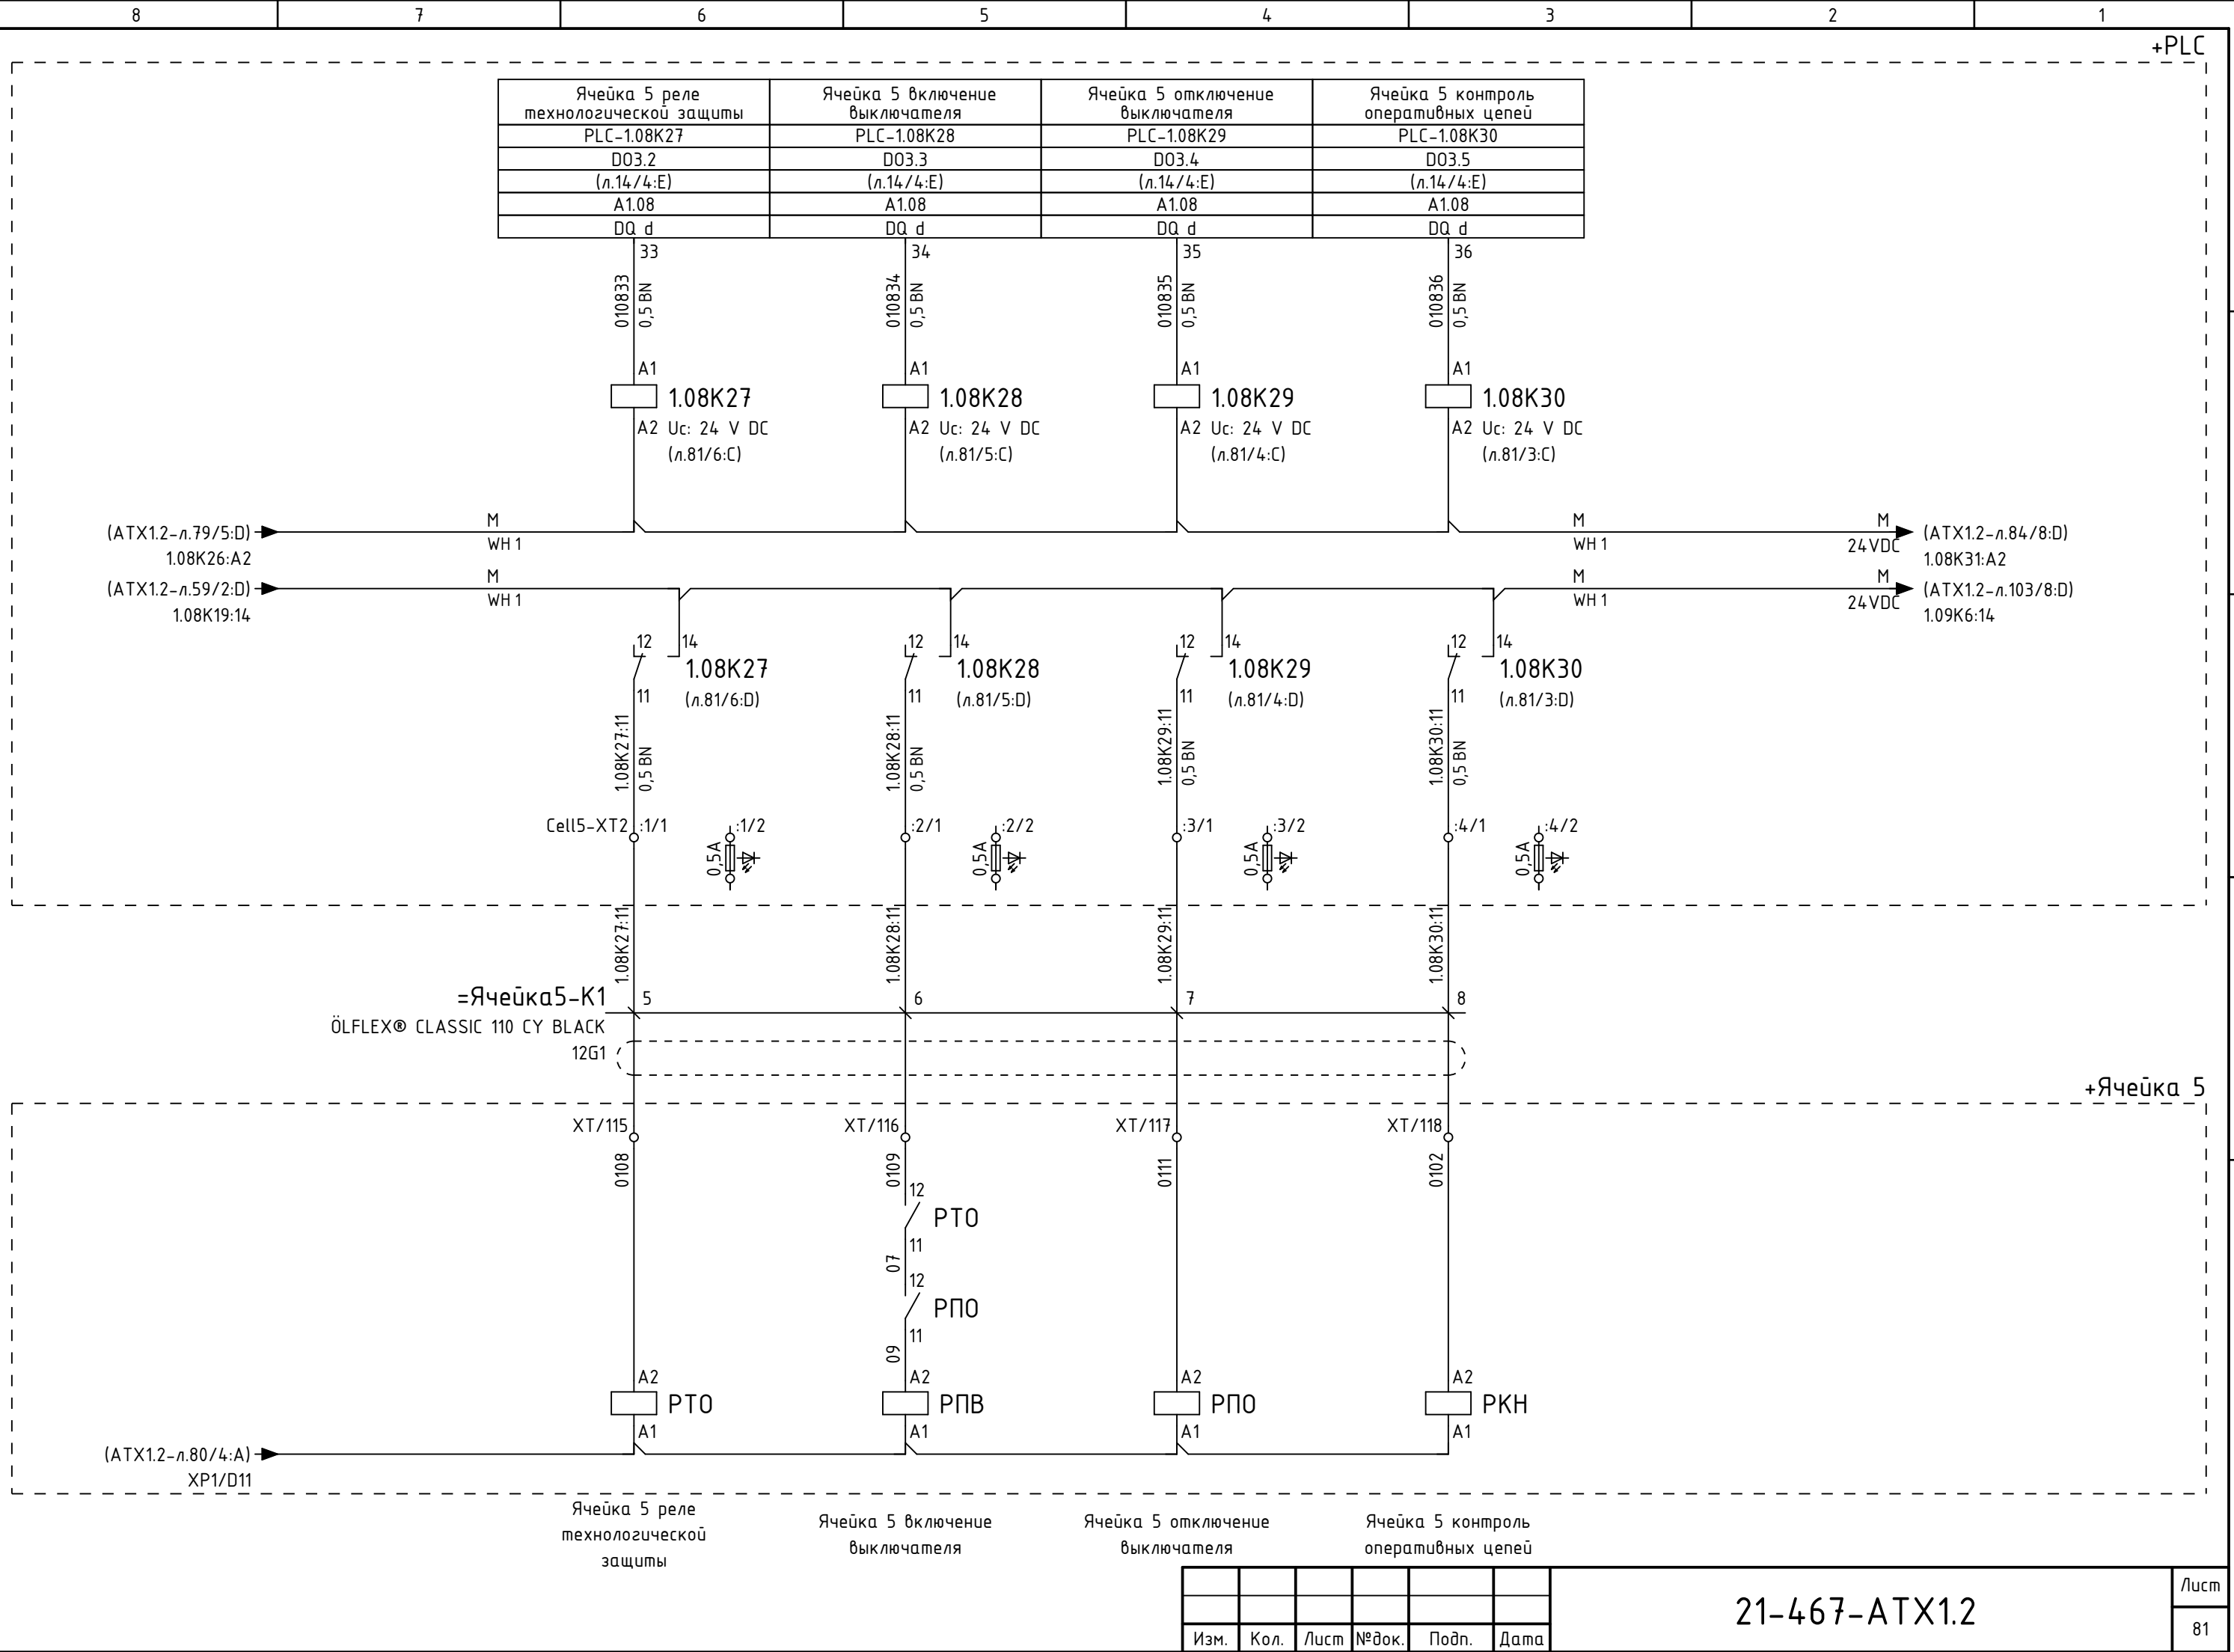 8 7 6 5 4 3 2 1
+PLC
Ячейка 5 реле
технологической защиты
Ячейка 5 включение
выключателя
Ячейка 5 отключение
выключателя
Ячейка 5 контроль
оперативных цепей
PLC-1.08K27 PLC-1.08K28 PLC-1.08K29 PLC-1.08K30
DO3.2 DO3.3 DO3.4 DO3.5
(л.14/4:E) (л.14/4:E) (л.14/4:E) (л.14/4:E)
A1.08 A1.08 A1.08 A1.08
DQ d DQ d DQ d DQ d
33 34 35 36
010833 0,5 BN 010834 0,5 BN 010835 0,5 BN 010836 0,5 BN
A1 A1 A1 A1
1.08K27 1.08K28 1.08K29 1.08K30
A2 Uc: 24 V DC A2 Uc: 24 V DC A2 Uc: 24 V DC A2 Uc: 24 V DC
(л.81/6:C) (л.81/5:C) (л.81/4:C) (л.81/3:C)
M M M
(ATX1.2-л.79/5:D) WH 1 WH 1 24VDC (ATX1.2-л.84/8:D)
1.08K26:A2 1.08K31:A2
M M M
(ATX1.2-л.59/2:D) WH 1 WH 1 24VDC (ATX1.2-л.103/8:D)
1.08K19:14 1.09K6:14
12 14 12 14 12 14 12 14
1.08K27 1.08K28 1.08K29 1.08K30
11 (л.81/6:D) 11 (л.81/5:D) 11 (л.81/4:D) 11 (л.81/3:D)
1.08K27:11 0,5 BN 1.08K28:11 0,5 BN 1.08K29:11 0,5 BN 1.08K30:11 0,5 BN
Cell5-XT2 :1/1 :1/2 :2/1 :2/2 :3/1 :3/2 :4/1 :4/2
0,5A 0,5A 0,5A 0,5A
1.08K27:11 1.08K28:11 1.08K29:11 1.08K30:11
=Ячейка5-K1 5 6 7 8
ÖLFLEX® CLASSIC 110 CY BLACK
12G1
+Ячейка 5
XT/115 XT/116 XT/117 XT/118
0108 0109 0111 0102
12
РТО
11
07
12
РПО
11
09
A2 A2 A2 A2
РТО РПВ РПО РКН
A1 A1 A1 A1
(ATX1.2-л.80/4:A)
XP1/D11
Ячейка 5 реле
технологической
защиты
Ячейка 5 включение
выключателя
Ячейка 5 отключение
выключателя
Ячейка 5 контроль
оперативных цепей
Изм. Кол. Лист №док. Подп. Дата
21-467-ATX1.2
Лист
81